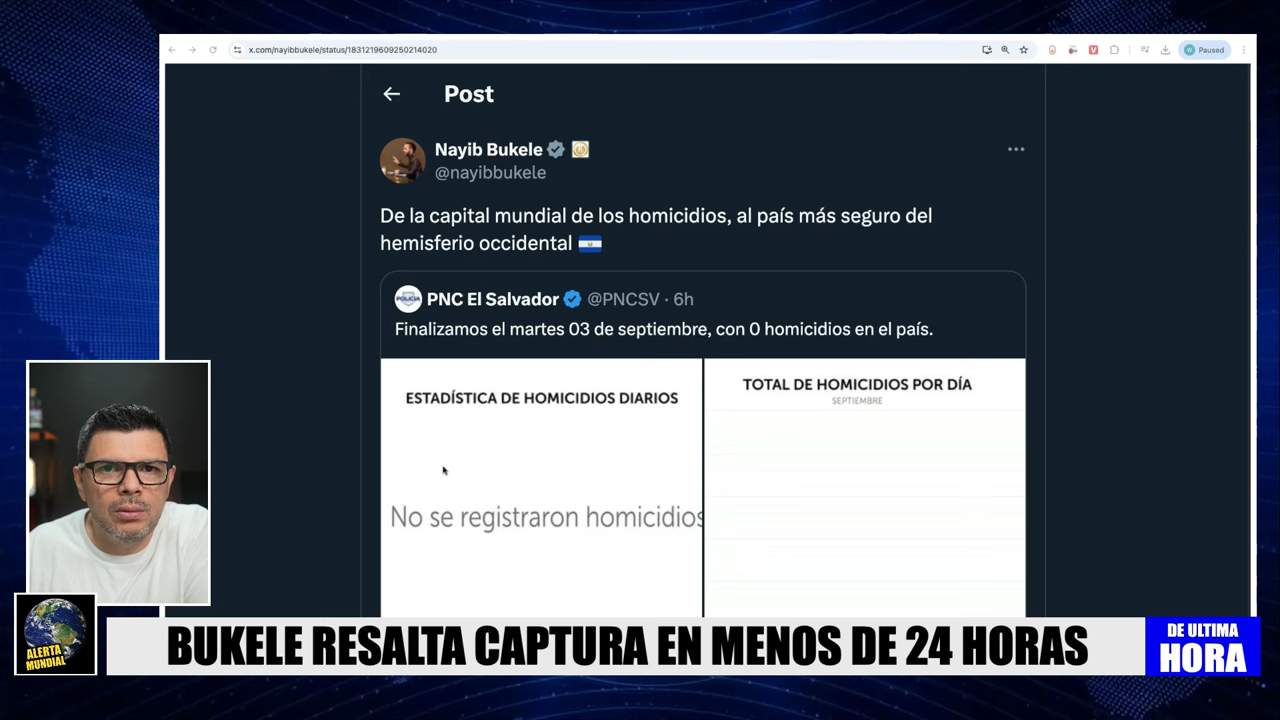 x.com/nayibbukele/status/1831219609250214020
Paused
Post
Nayib Bukele
@nayibbukele
De la capital mundial de los homicidios, al país más seguro del
hemisferio occidental
POLICIA
PNC El Salvador @PNCSV · 6h
Finalizamos el martes 03 de septiembre, con 0 homicidios en el país.
ESTADÍSTICA DE HOMICIDIOS DIARIOS
No se registraron homicidios
TOTAL DE HOMICIDIOS POR DÍA
SEPTIEMBRE
ALERTA
MUNDIAL
BUKELE RESALTA CAPTURA EN MENOS DE 24 HORAS
DE ULTIMA
HORA